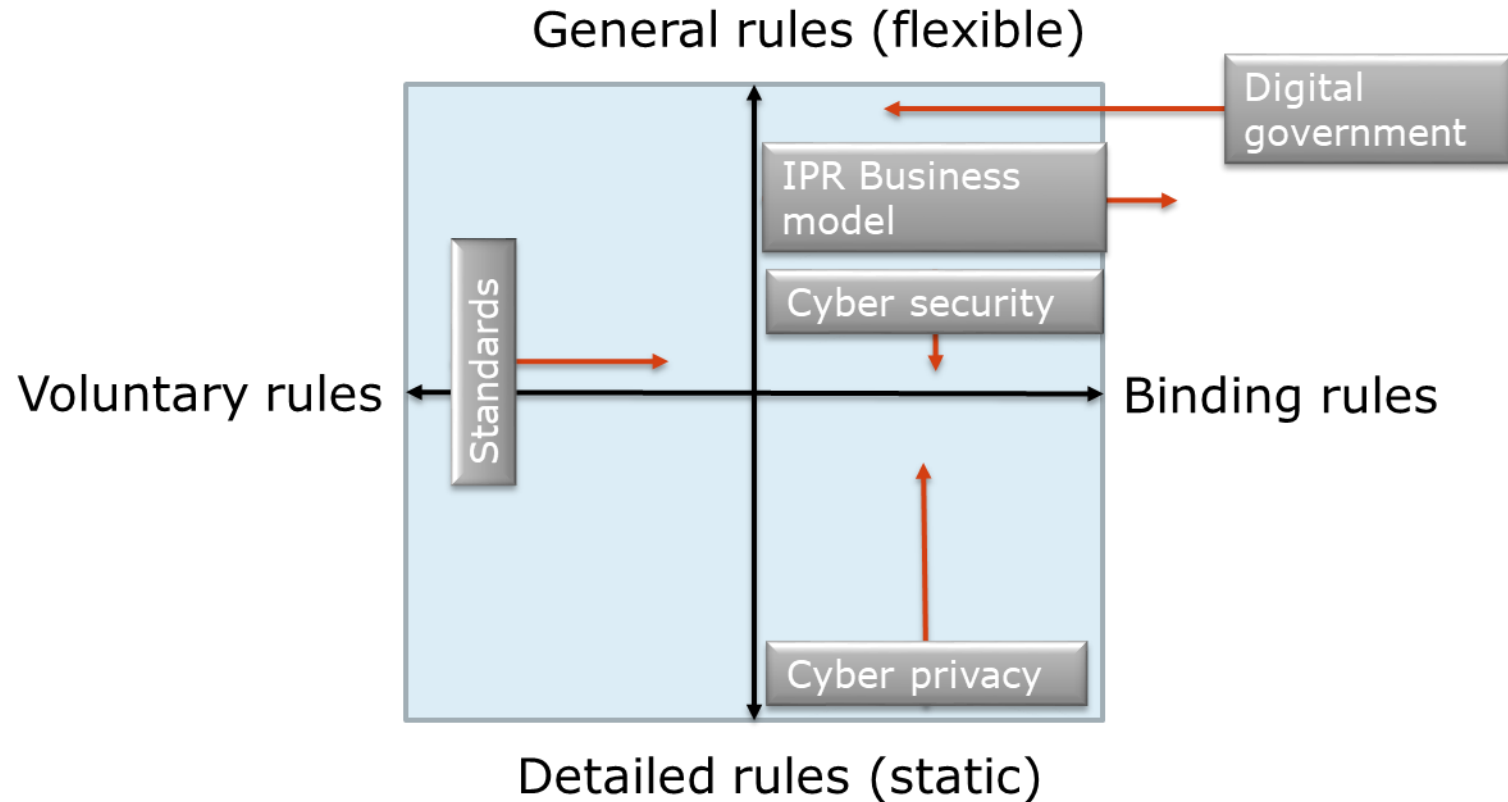 General rules (flexible)
Digital
government
IPR Business
model
Cyber security
Standards
Voluntary rules
Binding rules
Cyber privacy
Detailed rules (static)